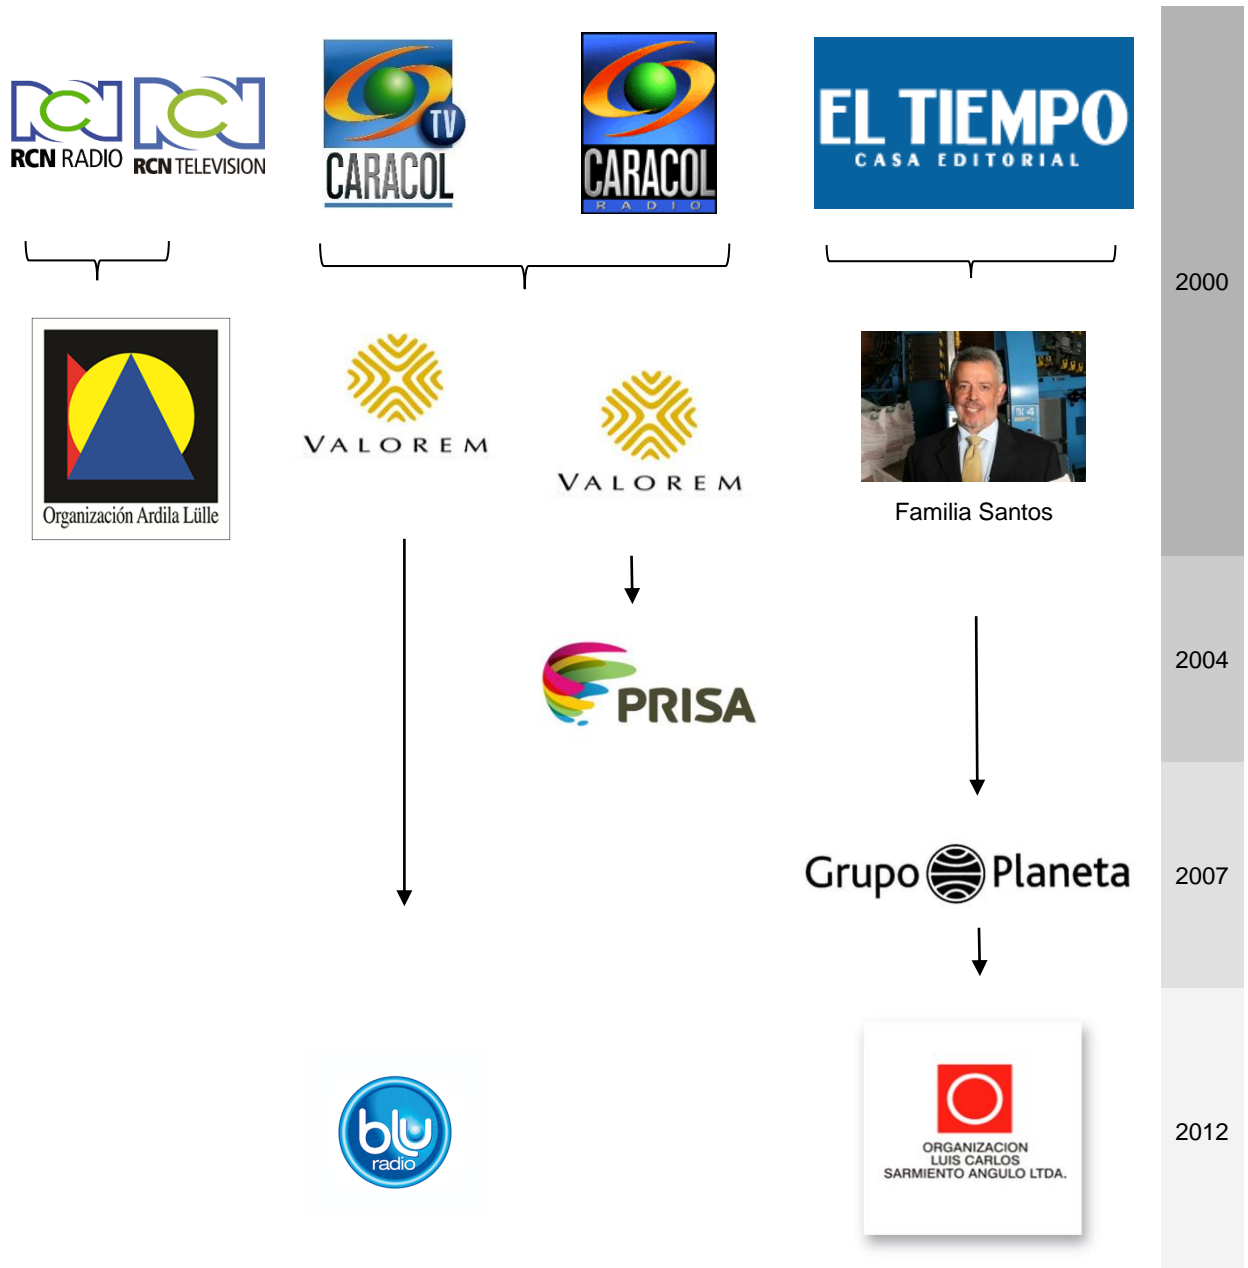 RCN RADIO
RCN TELEVISION
TV
CARACOL
CARACOL
RADIO
EL TIEMPO
CASA EDITORIAL
2000
Organización Ardila Lülle
VALOREM
VALOREM
Familia Santos
PRISA
2004
Grupo Planeta
2007
blu
radio
ORGANIZACION
LUIS CARLOS
SARMIENTO ANGULO LTDA.
2012